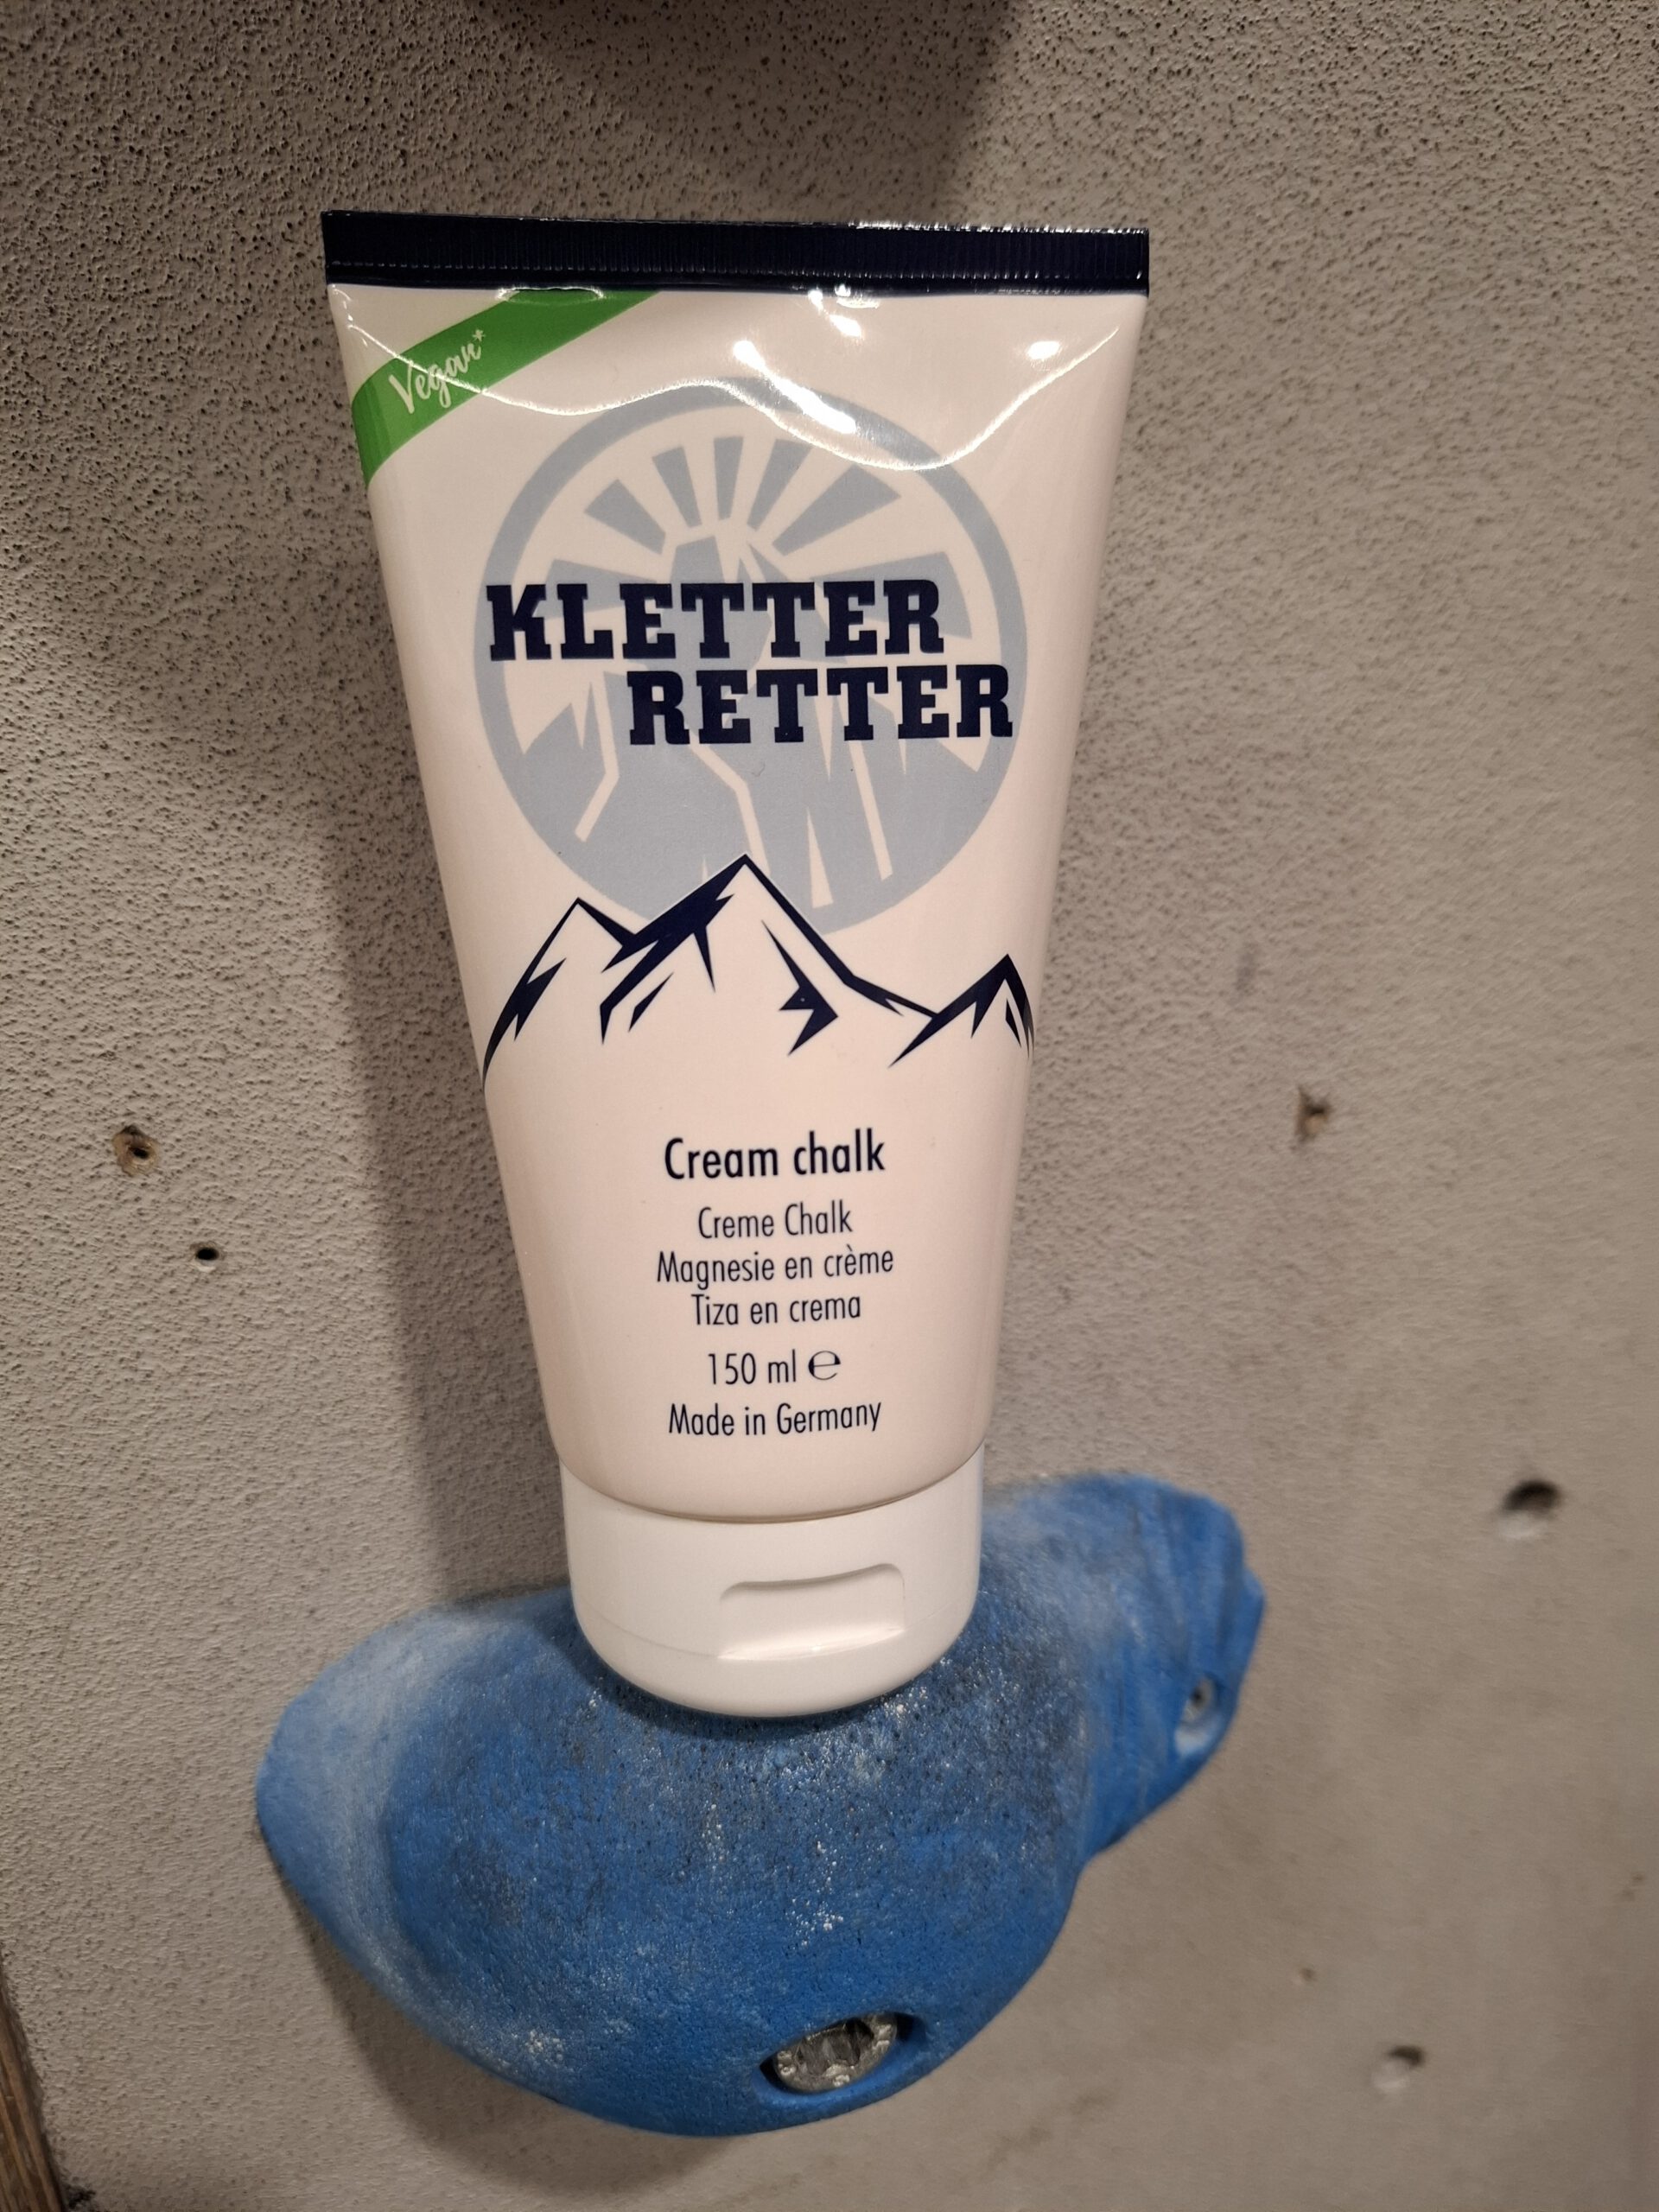 Vegan*
KLETTER
RETTER
Cream chalk
Creme Chalk
Magnesie en crème
Tiza en crema
150 ml ℮
Made in Germany